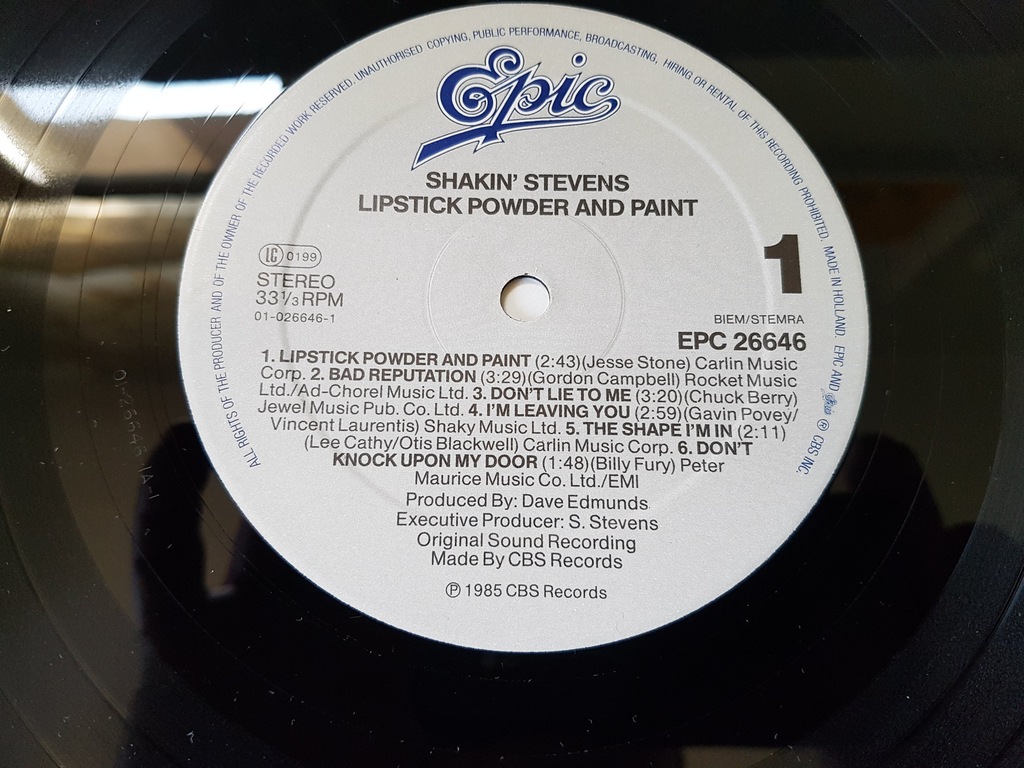 ALL RIGHTS OF THE PRODUCER AND OF THE OWNER OF THE RECORDED WORK RESERVED. UNAUTHORISED COPYING, PUBLIC PERFORMANCE, BROADCASTING, HIRING OR RENTAL OF THIS RECORDING PROHIBITED. MADE IN HOLLAND. EPIC AND Epic ® CBS INC.
Epic
SHAKIN' STEVENS
LIPSTICK POWDER AND PAINT
LC 0199
STEREO
33 1/3 RPM
01-026646-1
1
BIEM/STEMRA
EPC 26646
1. LIPSTICK POWDER AND PAINT (2:43)(Jesse Stone) Carlin Music
Corp. 2. BAD REPUTATION (3:29)(Gordon Campbell) Rocket Music
Ltd./Ad-Chorel Music Ltd. 3. DON'T LIE TO ME (3:20)(Chuck Berry)
Jewel Music Pub. Co. Ltd. 4. I'M LEAVING YOU (2:59)(Gavin Povey/
Vincent Laurentis) Shaky Music Ltd. 5. THE SHAPE I'M IN (2:11)
(Lee Cathy/Otis Blackwell) Carlin Music Corp. 6. DON'T
KNOCK UPON MY DOOR (1:48)(Billy Fury) Peter
Maurice Music Co. Ltd./EMI
Produced By: Dave Edmunds
Executive Producer: S. Stevens
Original Sound Recording
Made By CBS Records
℗ 1985 CBS Records